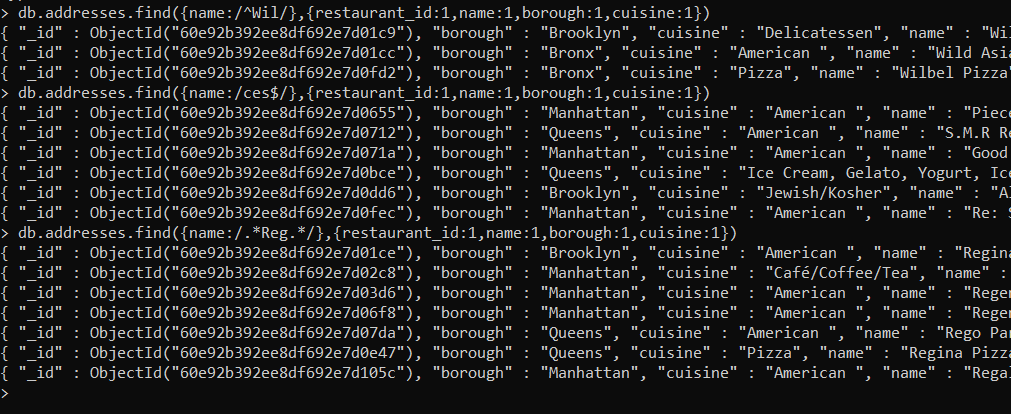 > db.addresses.find({name:/^Wil/},{restaurant_id:1,name:1,borough:1,cuisine:1})
{ "_id" : ObjectId("60e92b392ee8df692e7d01c9"), "borough" : "Brooklyn", "cuisine" : "Delicatessen", "name" : "Wil
{ "_id" : ObjectId("60e92b392ee8df692e7d01cc"), "borough" : "Bronx", "cuisine" : "American ", "name" : "Wild Asia
{ "_id" : ObjectId("60e92b392ee8df692e7d0fd2"), "borough" : "Bronx", "cuisine" : "Pizza", "name" : "Wilbel Pizza"
> db.addresses.find({name:/ces$/},{restaurant_id:1,name:1,borough:1,cuisine:1})
{ "_id" : ObjectId("60e92b392ee8df692e7d0655"), "borough" : "Manhattan", "cuisine" : "American ", "name" : "Piece
{ "_id" : ObjectId("60e92b392ee8df692e7d0712"), "borough" : "Queens", "cuisine" : "American ", "name" : "S.M.R Re
{ "_id" : ObjectId("60e92b392ee8df692e7d071a"), "borough" : "Manhattan", "cuisine" : "American ", "name" : "Good
{ "_id" : ObjectId("60e92b392ee8df692e7d0bce"), "borough" : "Queens", "cuisine" : "Ice Cream, Gelato, Yogurt, Ice
{ "_id" : ObjectId("60e92b392ee8df692e7d0dd6"), "borough" : "Brooklyn", "cuisine" : "Jewish/Kosher", "name" : "Al
{ "_id" : ObjectId("60e92b392ee8df692e7d0fec"), "borough" : "Manhattan", "cuisine" : "American ", "name" : "Re: S
> db.addresses.find({name:/.*Reg.*/},{restaurant_id:1,name:1,borough:1,cuisine:1})
{ "_id" : ObjectId("60e92b392ee8df692e7d01ce"), "borough" : "Brooklyn", "cuisine" : "American ", "name" : "Regina
{ "_id" : ObjectId("60e92b392ee8df692e7d02c8"), "borough" : "Manhattan", "cuisine" : "Café/Coffee/Tea", "name" :
{ "_id" : ObjectId("60e92b392ee8df692e7d03d6"), "borough" : "Manhattan", "cuisine" : "American ", "name" : "Regen
{ "_id" : ObjectId("60e92b392ee8df692e7d06f8"), "borough" : "Manhattan", "cuisine" : "American ", "name" : "Regen
{ "_id" : ObjectId("60e92b392ee8df692e7d07da"), "borough" : "Queens", "cuisine" : "American ", "name" : "Rego Par
{ "_id" : ObjectId("60e92b392ee8df692e7d0e47"), "borough" : "Queens", "cuisine" : "Pizza", "name" : "Regina Pizza
{ "_id" : ObjectId("60e92b392ee8df692e7d105c"), "borough" : "Manhattan", "cuisine" : "American ", "name" : "Regal
>